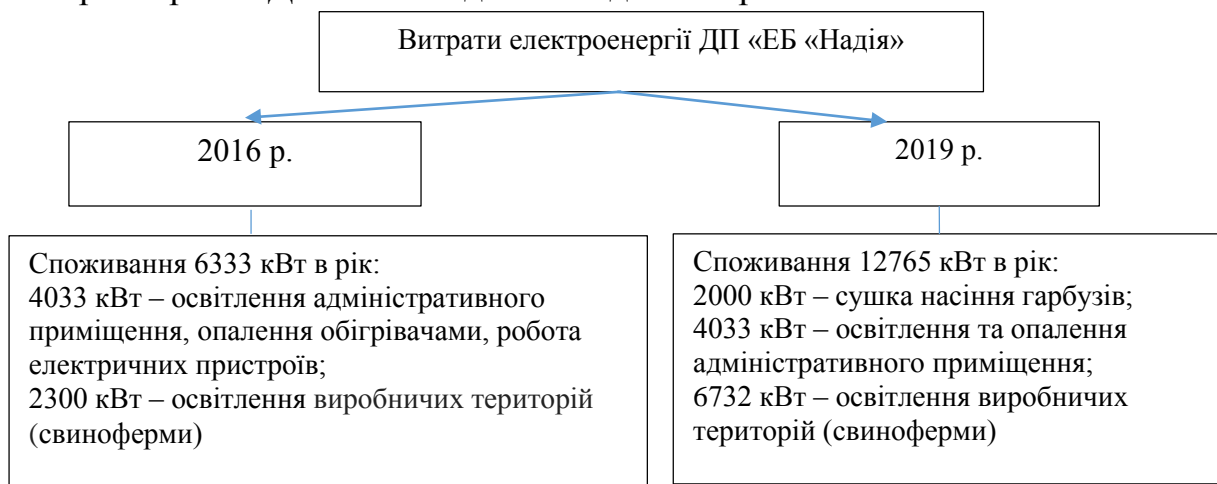 Витрати електроенергії ДП «ЕБ «Надія»
2016 р.
2019 р.
Споживання 6333 кВт в рік:
4033 кВт – освітлення адміністративного
приміщення, опалення обігрівачами, робота
електричних пристроїв;
2300 кВт – освітлення виробничих територій
(свиноферми)
Споживання 12765 кВт в рік:
2000 кВт – сушка насіння гарбузів;
4033 кВт – освітлення та опалення
адміністративного приміщення;
6732 кВт – освітлення виробничих
територій (свиноферми)